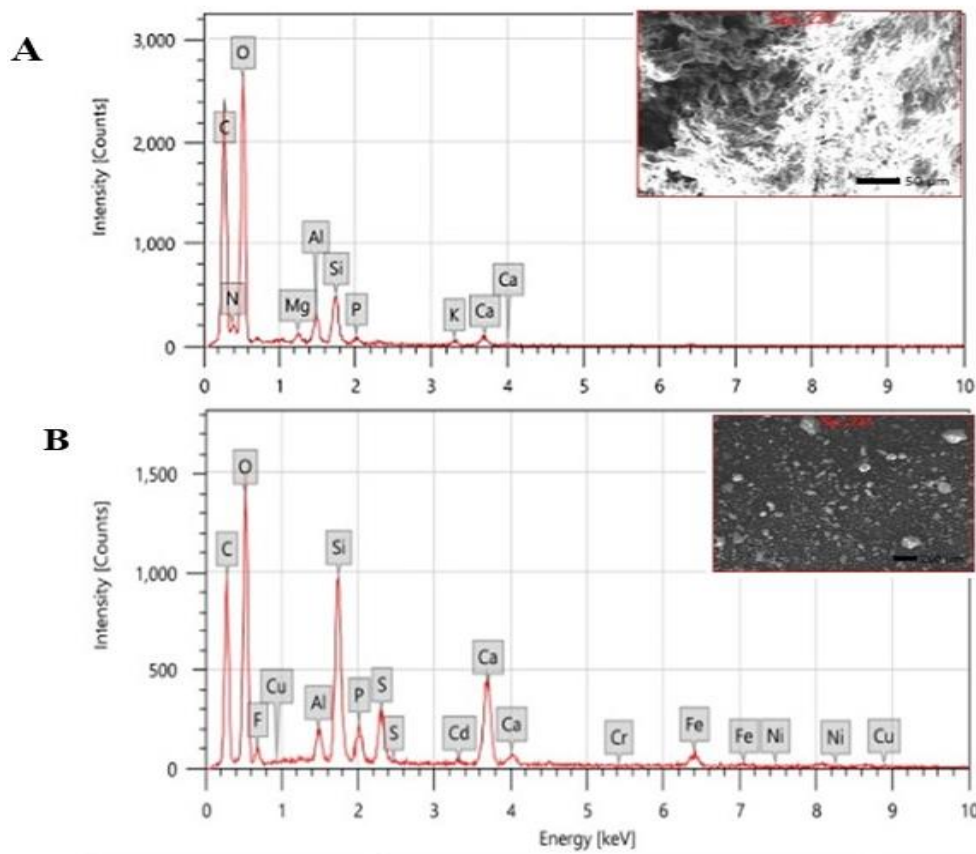 A
Intensity [Counts]
3,000
2,000
1,000
0
C
N
O
Mg
Al
Si
P
K
Ca
Ca
50 µm
0 1 2 3 4 5 6 7 8 9 10
B
Intensity [Counts]
1,500
1,000
500
0
C
O
F
Cu
Al
Si
P
S
S
Cd
Ca
Ca
Cr
Fe
Fe
Ni
Ni
Cu
0 1 2 3 4 5 6 7 8 9 10
Energy [keV]